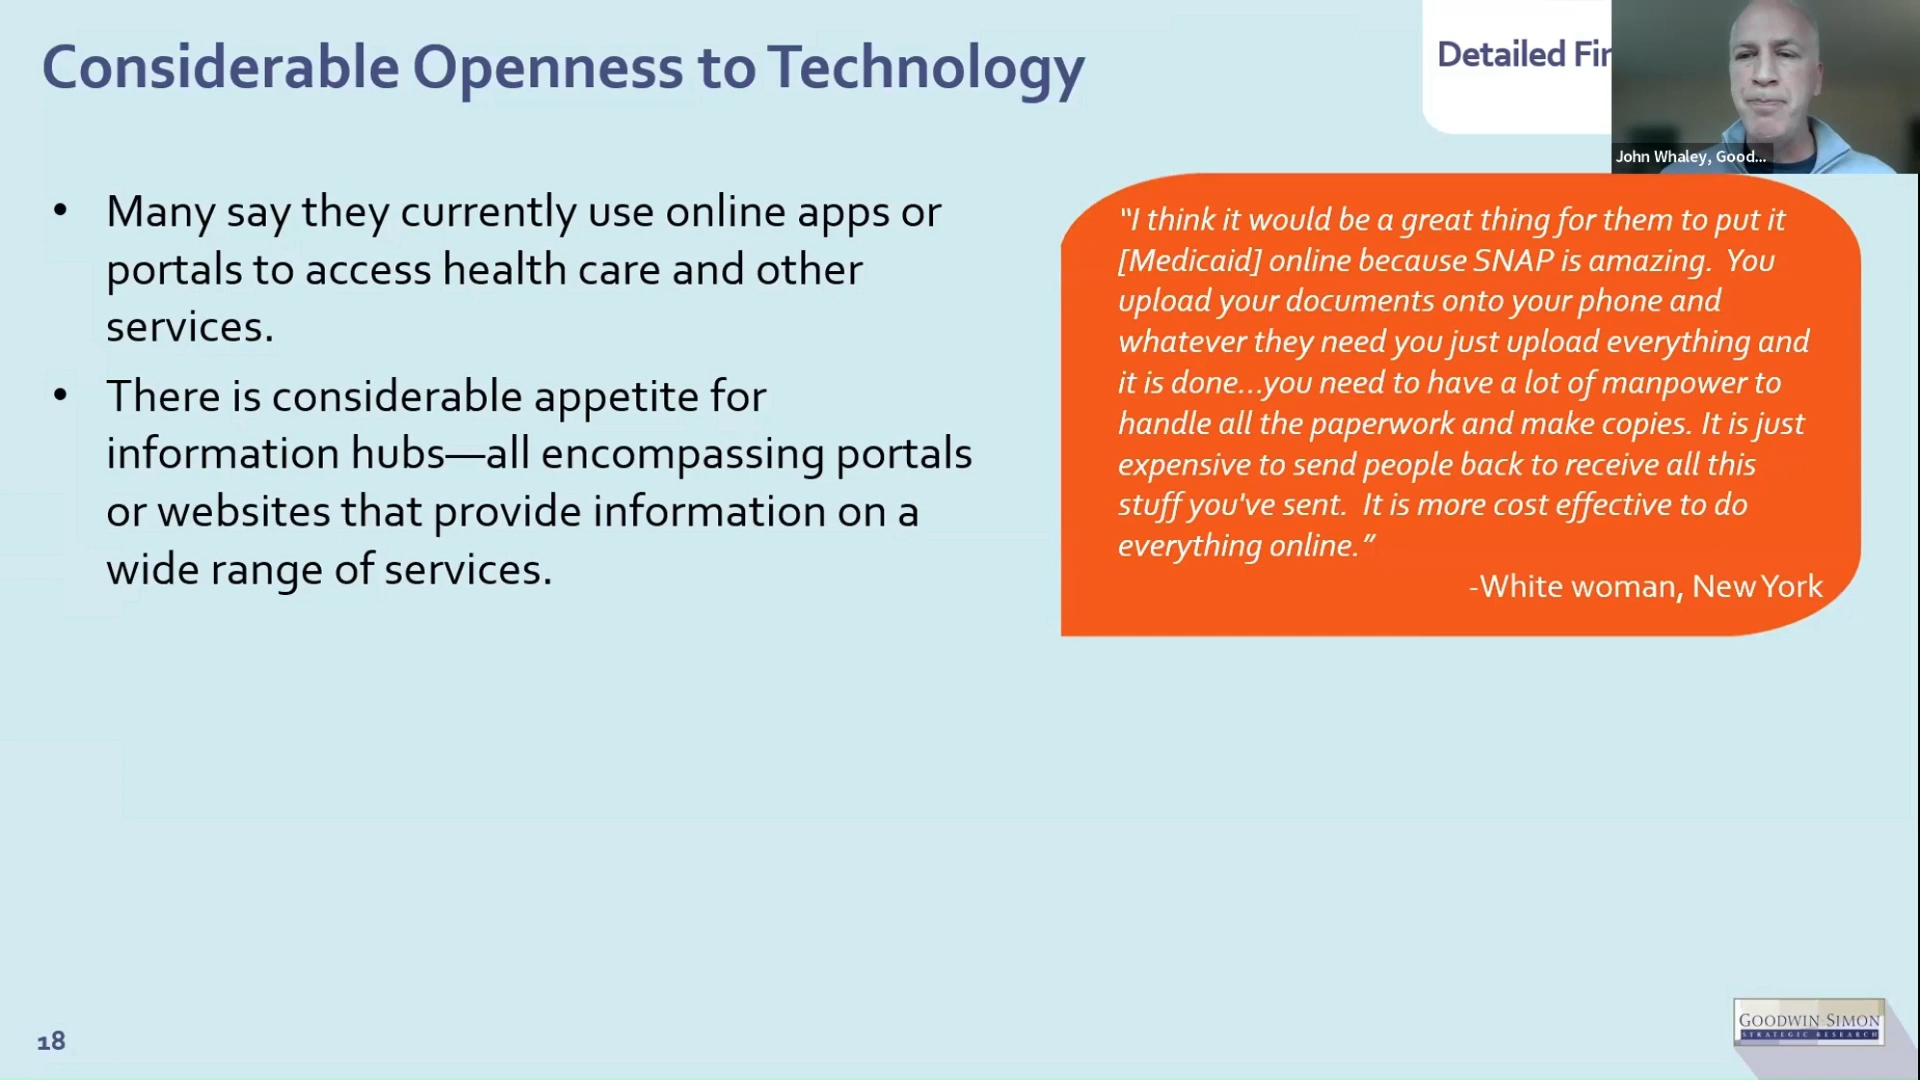 Considerable Openness to Technology
Detailed Fin
John Whaley, Good...
• Many say they currently use online apps or
portals to access health care and other
services.
• There is considerable appetite for
information hubs—all encompassing portals
or websites that provide information on a
wide range of services.
“I think it would be a great thing for them to put it
[Medicaid] online because SNAP is amazing.  You
upload your documents onto your phone and
whatever they need you just upload everything and
it is done...you need to have a lot of manpower to
handle all the paperwork and make copies. It is just
expensive to send people back to receive all this
stuff you've sent.  It is more cost effective to do
everything online.”
-White woman, New York
18
GOODWIN SIMON
STRATEGIC RESEARCH